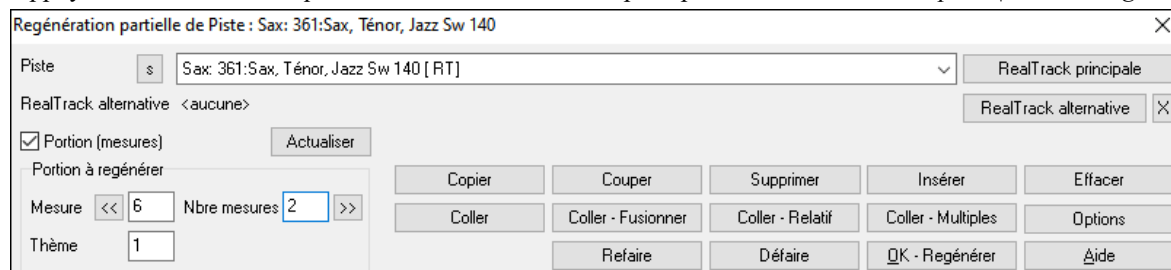 Regénération partielle de Piste : Sax: 361:Sax, Ténor, Jazz Sw 140
Piste s Sax: 361:Sax, Ténor, Jazz Sw 140 [ RT] RealTrack principale
RealTrack alternative <aucune> RealTrack alternative X
Portion (mesures) Actualiser
Portion à regénérer
Copier Couper Supprimer Insérer Effacer
Mesure << 6 Nbre mesures 2 >>
Coller Coller - Fusionner Coller - Relatif Coller - Multiples Options
Thème 1
Refaire Défaire OK - Regénérer Aide